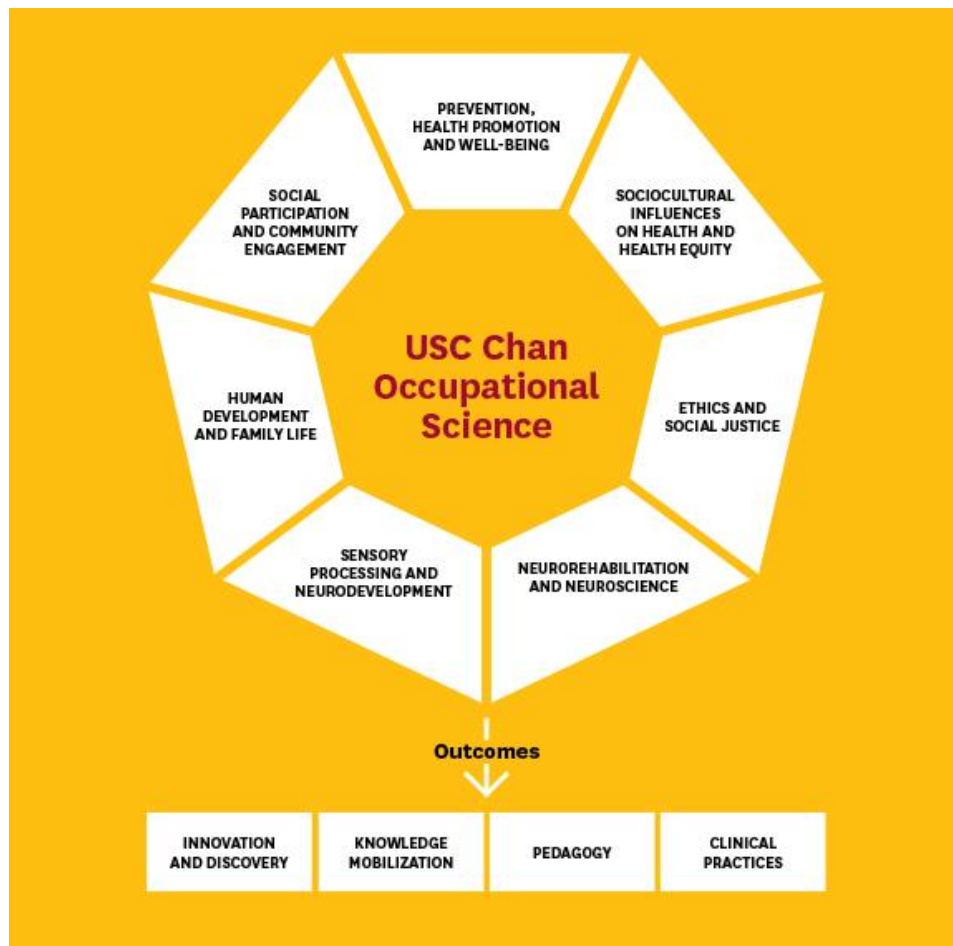 PREVENTION,
HEALTH PROMOTION
AND WELL-BEING
SOCIOCULTURAL
INFLUENCES
ON HEALTH AND
HEALTH EQUITY
ETHICS AND
SOCIAL JUSTICE
NEUROREHABILITATION
AND NEUROSCIENCE
SENSORY
PROCESSING AND
NEURODEVELOPMENT
HUMAN
DEVELOPMENT
AND FAMILY LIFE
SOCIAL
PARTICIPATION
AND COMMUNITY
ENGAGEMENT
USC Chan
Occupational
Science
Outcomes
INNOVATION
AND DISCOVERY
KNOWLEDGE
MOBILIZATION
PEDAGOGY
CLINICAL
PRACTICES